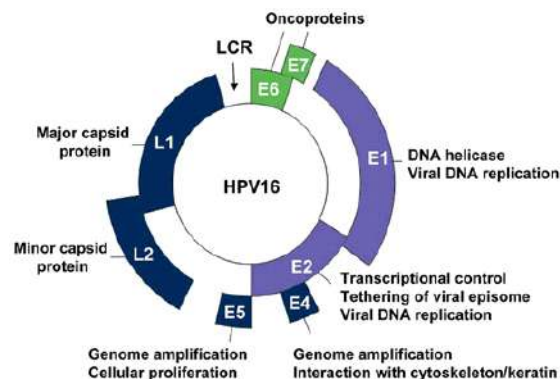 Oncoproteins
LCR
E7
E6
L1
Major capsid
protein
E1
DNA helicase
Viral DNA replication
HPV16
L2
Minor capsid
protein
E2
Transcriptional control
Tethering of viral episome
Viral DNA replication
E5
E4
Genome amplification
Cellular proliferation
Genome amplification
Interaction with cytoskeleton/keratin